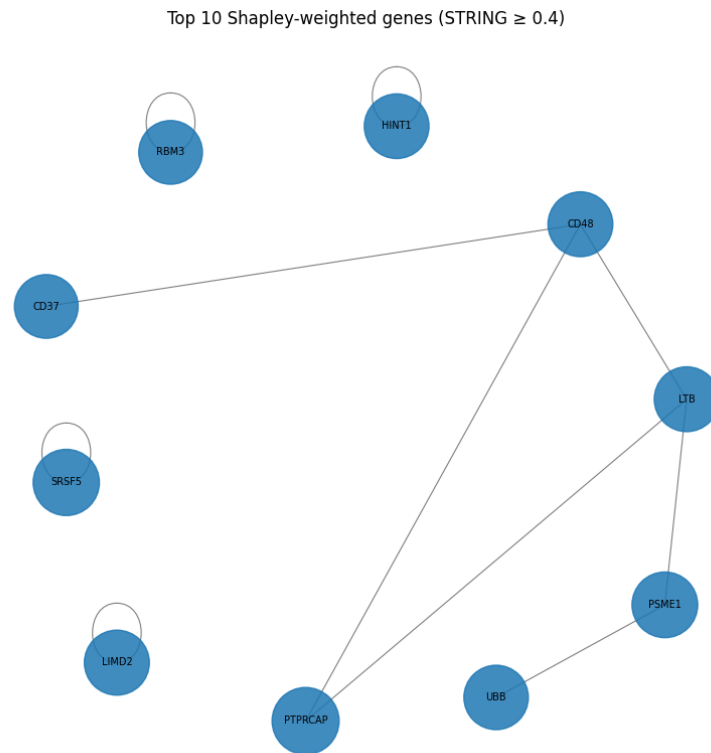 Top 10 Shapley-weighted genes (STRING ≥ 0.4)
HINT1
RBM3
CD48
CD37
LTB
SRSF5
PSME1
LIMD2
UBB
PTPRCAP